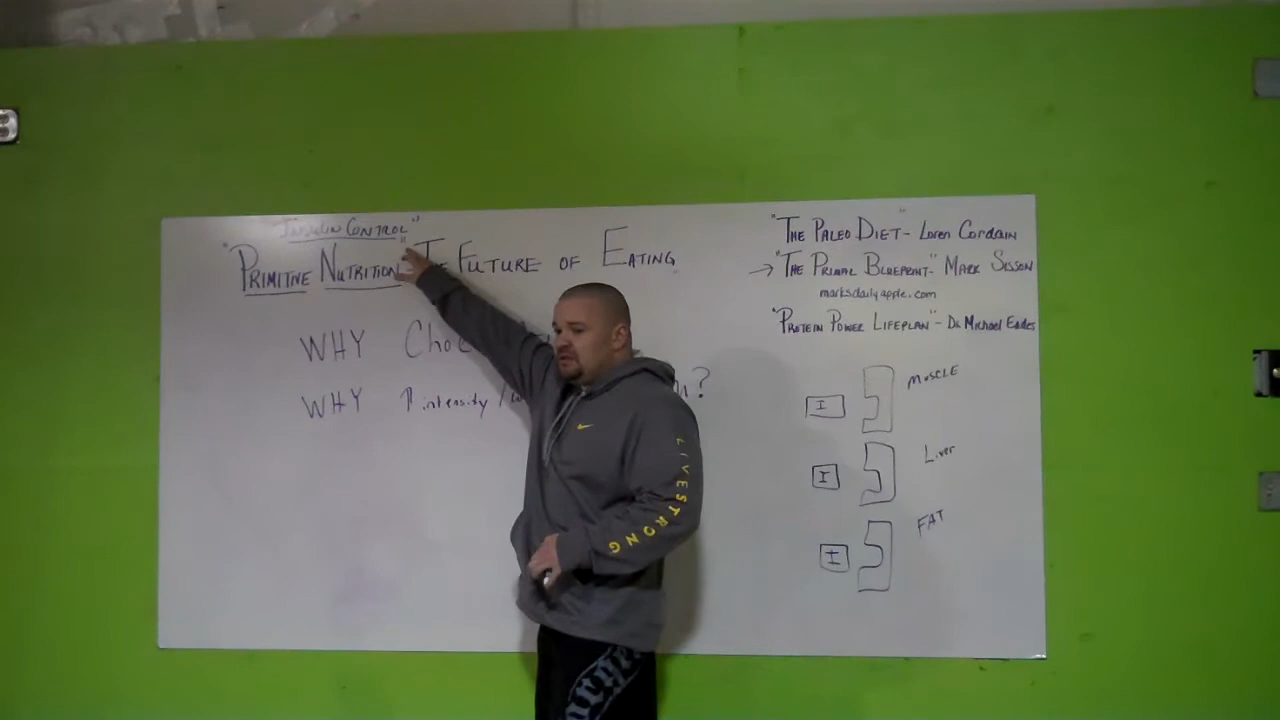 Insulin Control"
"Primitive Nutrition" The Future of Eating
WHY
WHY ↑ intensity /
"The Paleo Diet" - Loren Cordain
→ "The Primal Blueprint" - Mark Sisson
marksdailyapple.com
"Protein Power Lifeplan" - Dr. Michael Eades
I Muscle
I Liver
I FAT
LIVESTRONG